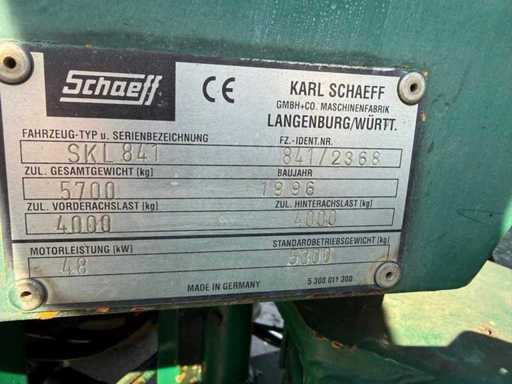 Schaeff
CE
KARL SCHAEFF
GMBH+CO. MASCHINENFABRIK
LANGENBURG/WÜRTT.
FAHRZEUG-TYP u. SERIENBEZEICHNUNG
FZ.-IDENT.NR.
SKL 841
841/2368
ZUL. GESAMTGEWICHT (kg)
BAUJAHR
5700
1996
ZUL. VORDERACHSLAST (kg)
ZUL. HINTERACHSLAST (kg)
4000
4000
MOTORLEISTUNG (kW)
STANDARDBETRIEBSGEWICHT (kg)
48
5300
MADE IN GERMANY
5 308 611 300